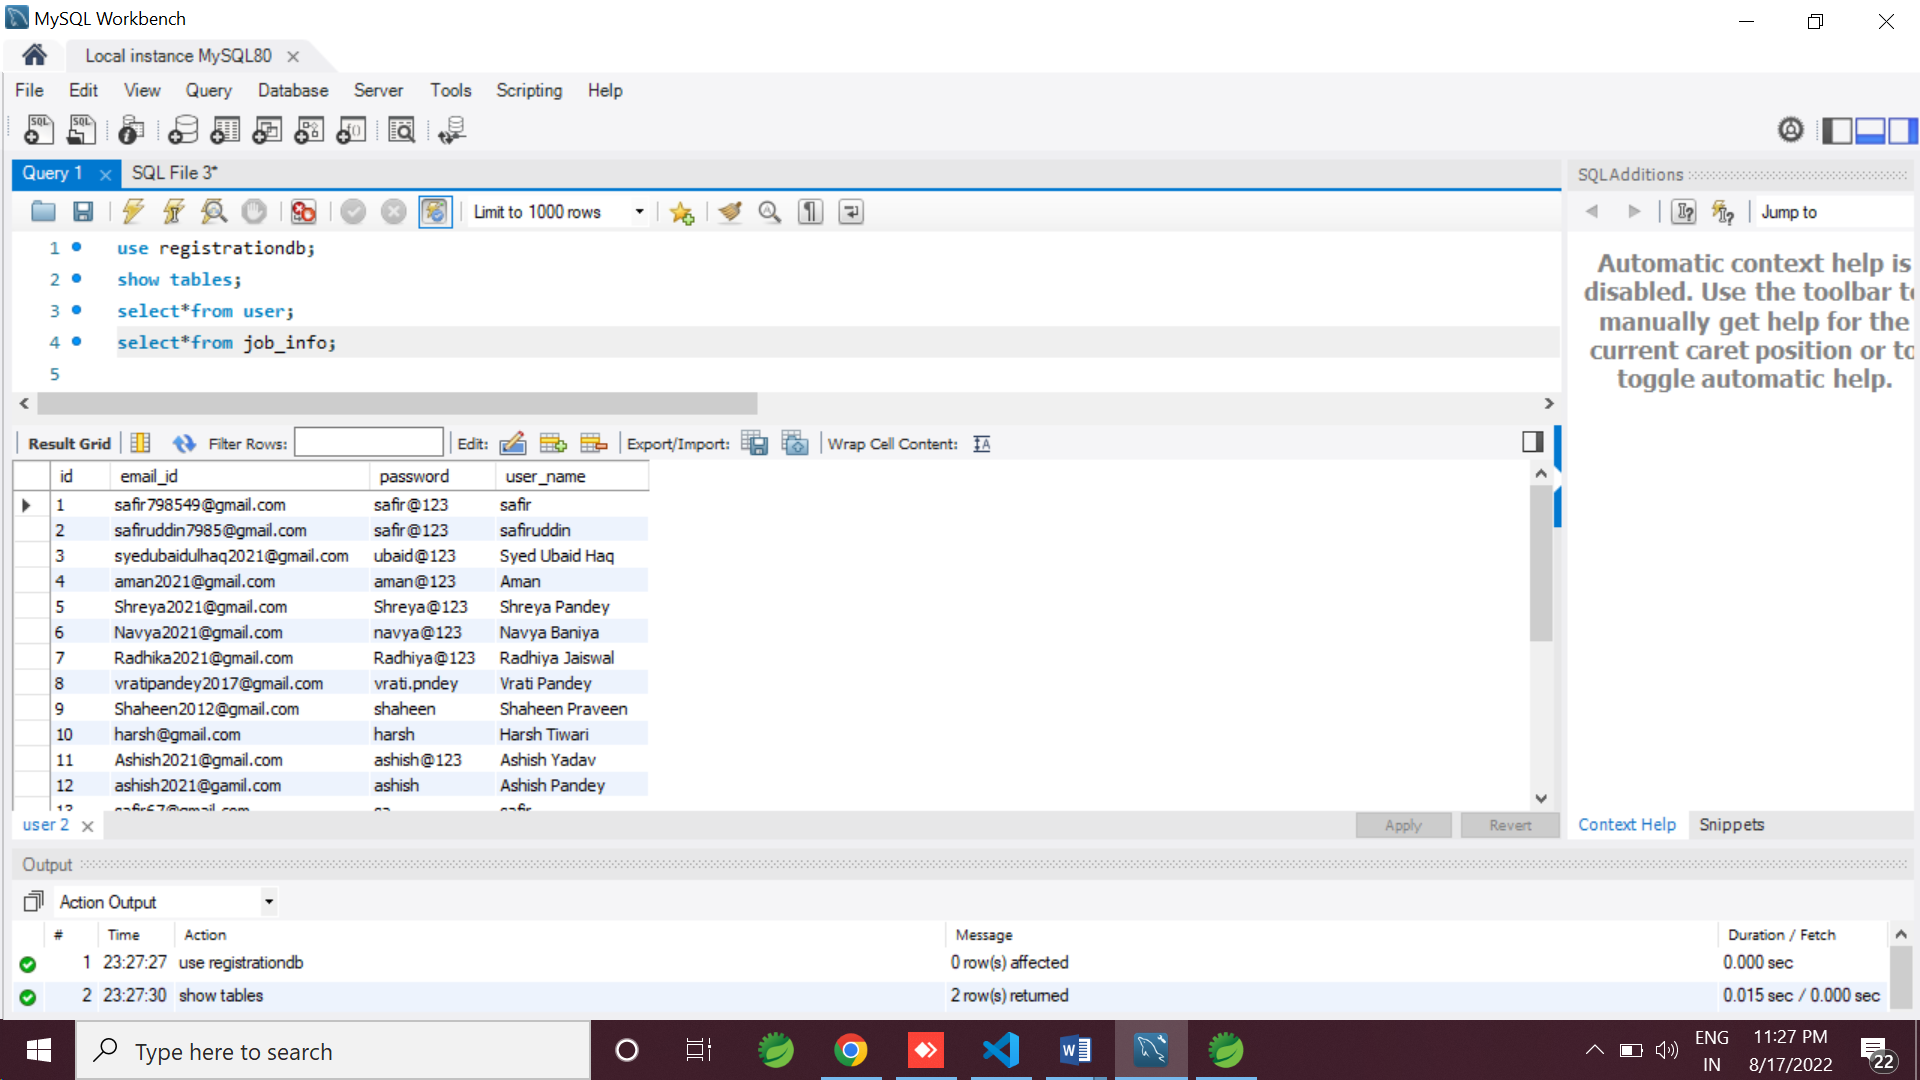 MySQL Workbench
Local instance MySQL80
File Edit View Query Database Server Tools Scripting Help
Query 1 SQL File 3*
SQLAdditions
Limit to 1000 rows
Jump to
1 use registrationdb;
2 show tables;
3 select*from user;
4 select*from job_info;
5
Automatic context help is
disabled. Use the toolbar to
manually get help for the
current caret position or to
toggle automatic help.
Result Grid Filter Rows: Edit: Export/Import: Wrap Cell Content:
id email_id password user_name
1 safir798549@gmail.com safir@123 safir
2 safiruddin7985@gmail.com safir@123 safiruddin
3 syedubaidulhaq2021@gmail.com ubaid@123 Syed Ubaid Haq
4 aman2021@gmail.com aman@123 Aman
5 Shreya2021@gmail.com Shreya@123 Shreya Pandey
6 Navya2021@gmail.com navya@123 Navya Baniya
7 Radhika2021@gmail.com Radhiya@123 Radhiya Jaiswal
8 vratipandey2017@gmail.com vrati.pndey Vrati Pandey
9 Shaheen2012@gmail.com shaheen Shaheen Praveen
10 harsh@gmail.com harsh Harsh Tiwari
11 Ashish2021@gmail.com ashish@123 Ashish Yadav
12 ashish2021@gamil.com ashish Ashish Pandey
13 safir67@gmail.com sa safir
user 2 Apply Revert
Context Help Snippets
Output
Action Output
# Time Action Message Duration / Fetch
1 23:27:27 use registrationdb 0 row(s) affected 0.000 sec
2 23:27:30 show tables 2 row(s) returned 0.015 sec / 0.000 sec
Type here to search
ENG
IN
11:27 PM
8/17/2022
22